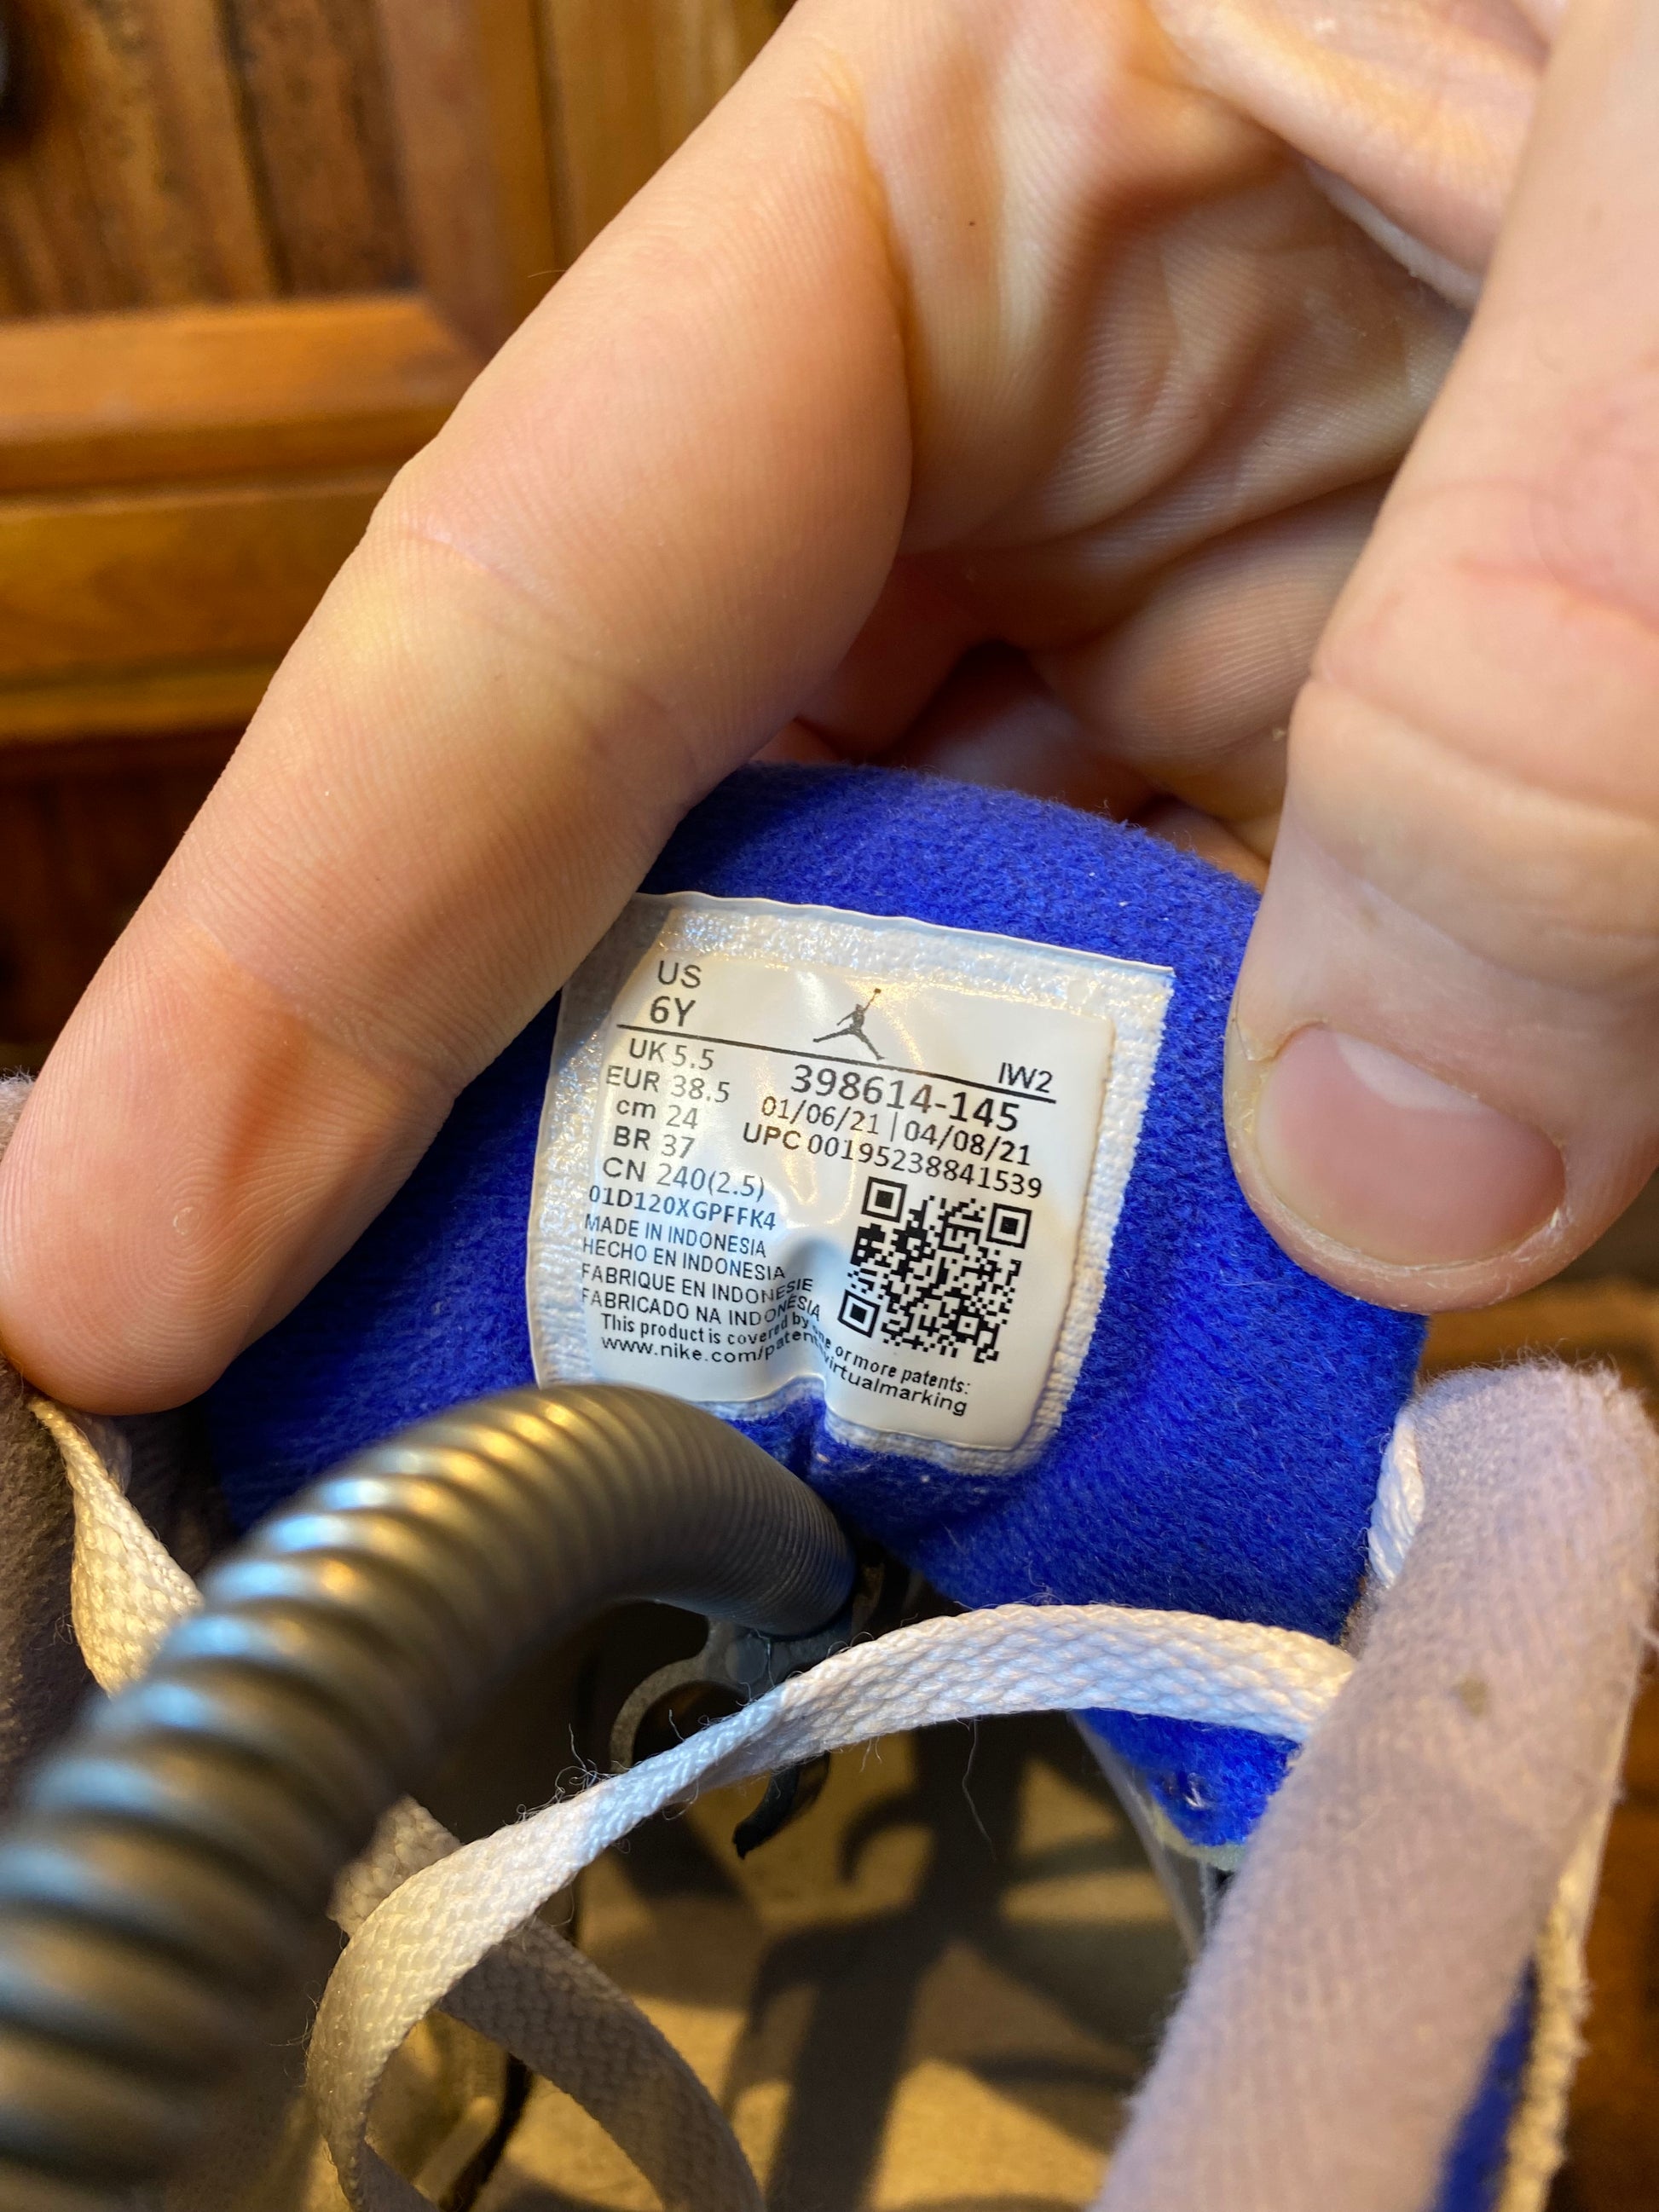 US
6Y
IW2
UK 5.5
EUR 38.5
cm 24
BR 37
CN 240(2.5)
01D120XGPFFK4
MADE IN INDONESIA
HECHO EN INDONESIA
FABRIQUE EN INDONESIE
FABRICADO NA INDONÉSIA
398614-145
01/06/21 | 04/08/21
UPC 00195238841539
This product is covered by one or more patents:
www.nike.com/patentvirtualmarking